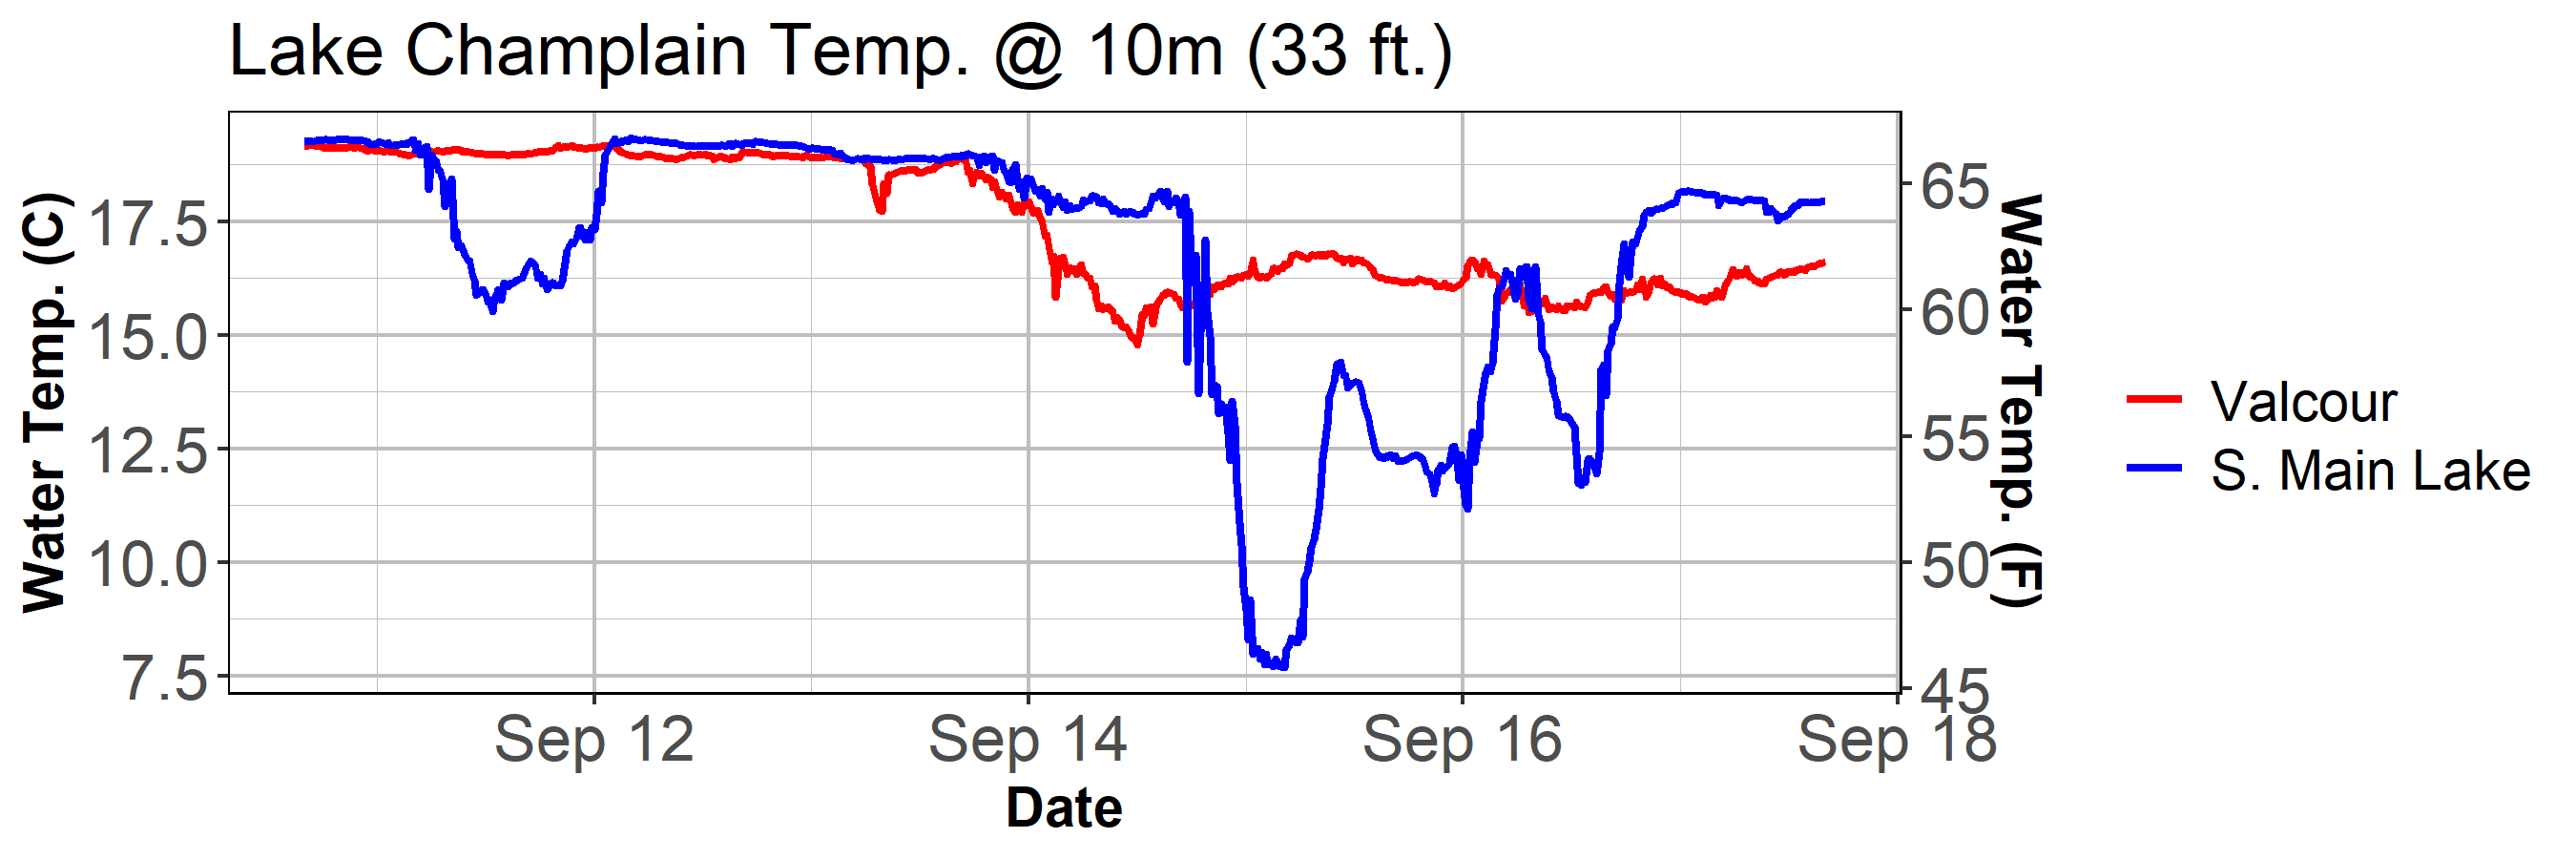 Lake Champlain Temp. @ 10m (33 ft.)
Water Temp. (C)
17.5
15.0
12.5
10.0
7.5
65
60
55
50
45
Water Temp. (F)
Sep 12
Sep 14
Sep 16
Sep 18
Date
Valcour
S. Main Lake